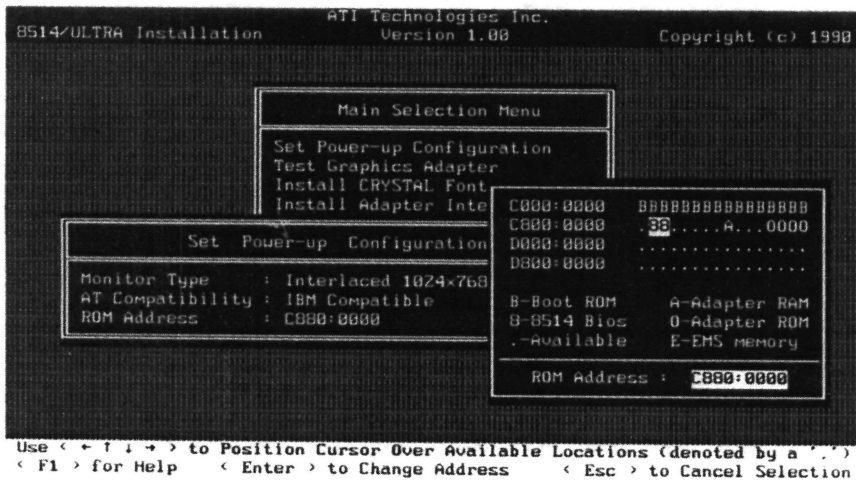 ATI Technologies Inc.
8514/ULTRA Installation Version 1.00 Copyright (c) 1990
Main Selection Menu
Set Power-up Configuration
Test Graphics Adapter
Install CRYSTAL Font
Install Adapter Inte
Set Power-up Configuration
Monitor Type : Interlaced 1024x768
AT Compatibility : IBM Compatible
ROM Address : C880:0000
C000:0000 BBBBBBBBBBBBBBBB
C800:0000 .88.....A...OOOO
D000:0000 ................
D800:0000 ................
B-Boot ROM A-Adapter RAM
8-8514 Bios O-Adapter ROM
.-Available E-EMS memory
ROM Address : C880:0000
Use < ← ↑ ↓ → > to Position Cursor Over Available Locations (denoted by a '.')
< F1 > for Help < Enter > to Change Address < Esc > to Cancel Selection